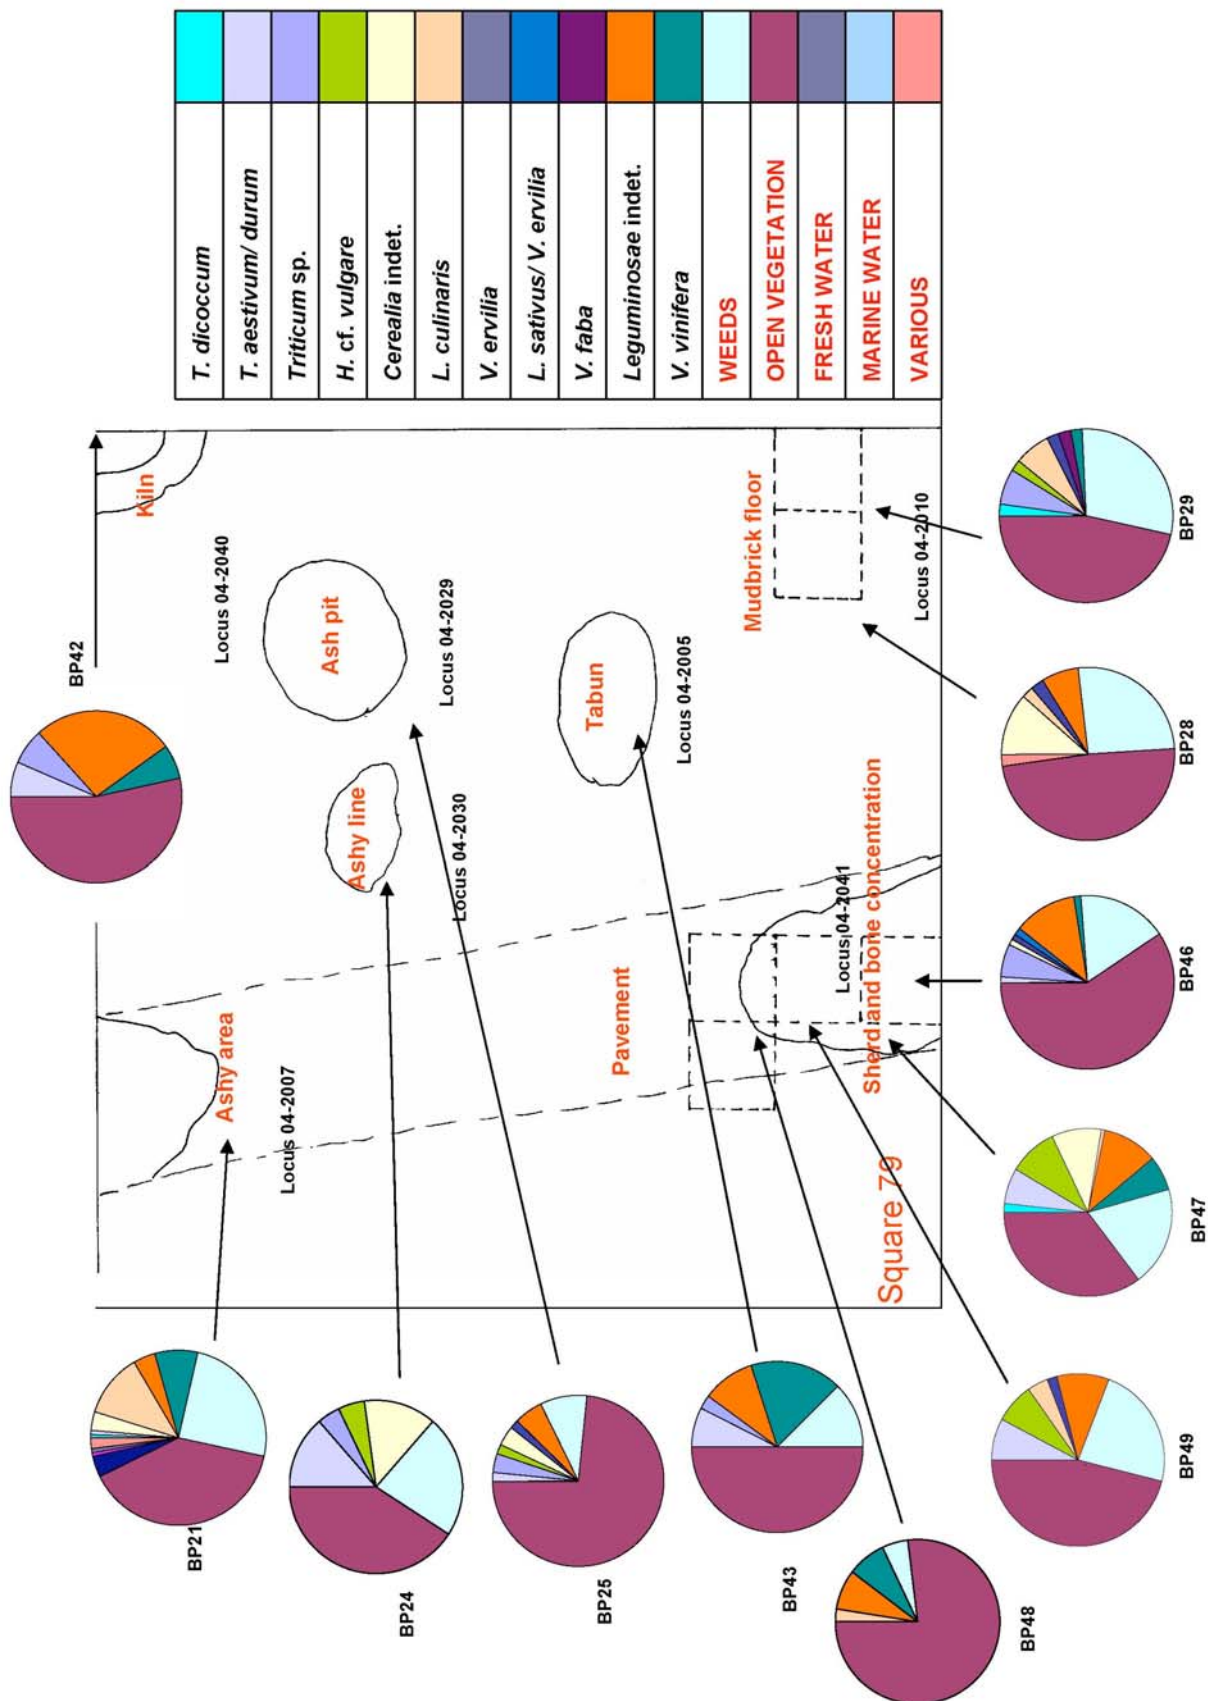 T. dicoccum
T. aestivum/ durum
Triticum sp.
H. cf. vulgare
Cerealia indet.
L. culinaris
V. ervilia
L. sativus/ V. ervilia
V. faba
Leguminosae indet.
V. vinifera
WEEDS
OPEN VEGETATION
FRESH WATER
MARINE WATER
VARIOUS
BP42
Kiln
Locus 04-2040
Ash pit
Locus 04-2029
Ashy line
Locus 04-2030
Tabun
Locus 04-2005
Mudbrick floor
Locus 04-2010
Ashy area
Locus 04-2007
Pavement
Locus 04-2041
Sherd and bone concentration
Square 79
BP21
BP24
BP25
BP43
BP48
BP49
BP47
BP46
BP28
BP29